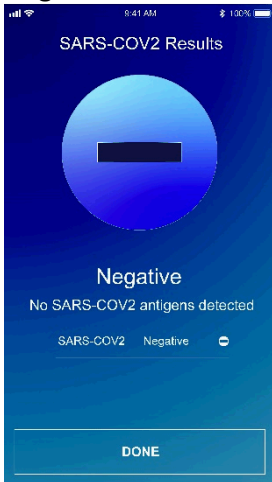 9:41 AM 100%
SARS-COV2 Results
Negative
No SARS-COV2 antigens detected
SARS-COV2 Negative
DONE